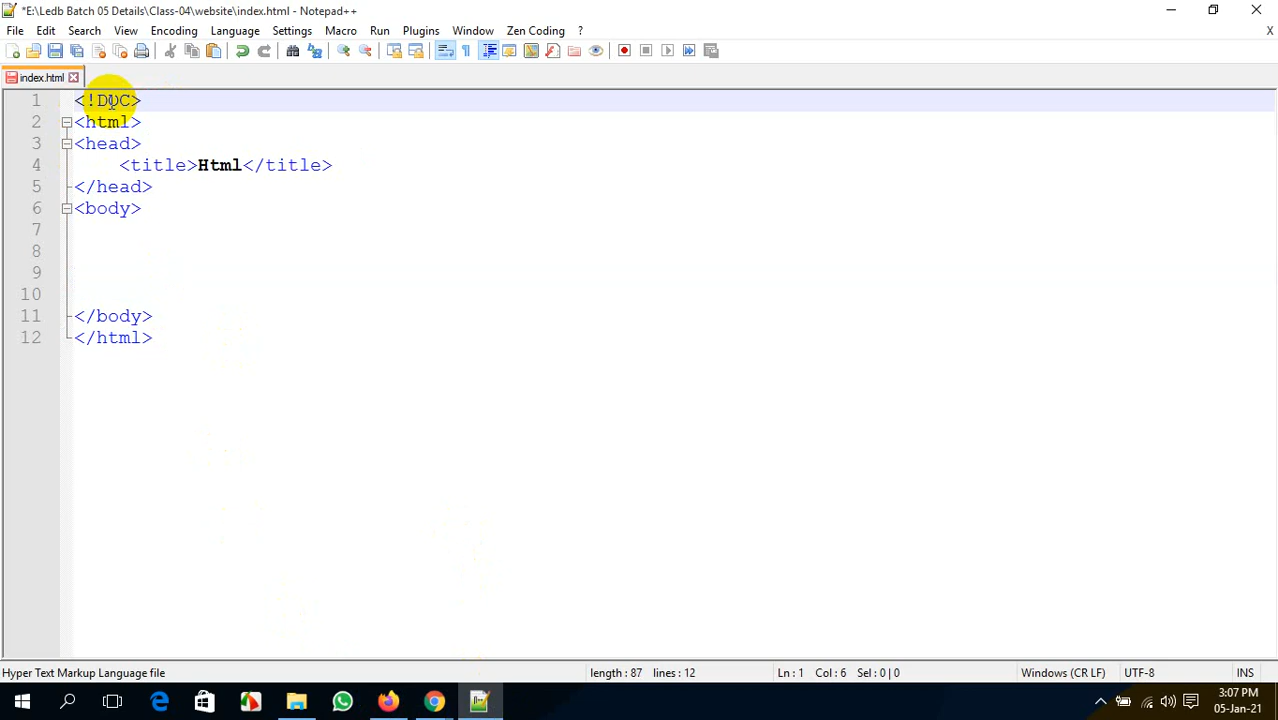 *E:\Ledb Batch 05 Details\Class-04\website\index.html - Notepad++
File Edit Search View Encoding Language Settings Macro Run Plugins Window Zen Coding ? X
index.html
1 <!DOC>
2 <html>
3 <head>
4 <title>Html</title>
5 </head>
6 <body>
7
8
9
10
11 </body>
12 </html>
Hyper Text Markup Language file length : 87 lines : 12 Ln : 1 Col : 6 Sel : 0 | 0 Windows (CR LF) UTF-8 INS
3:07 PM
05-Jan-21